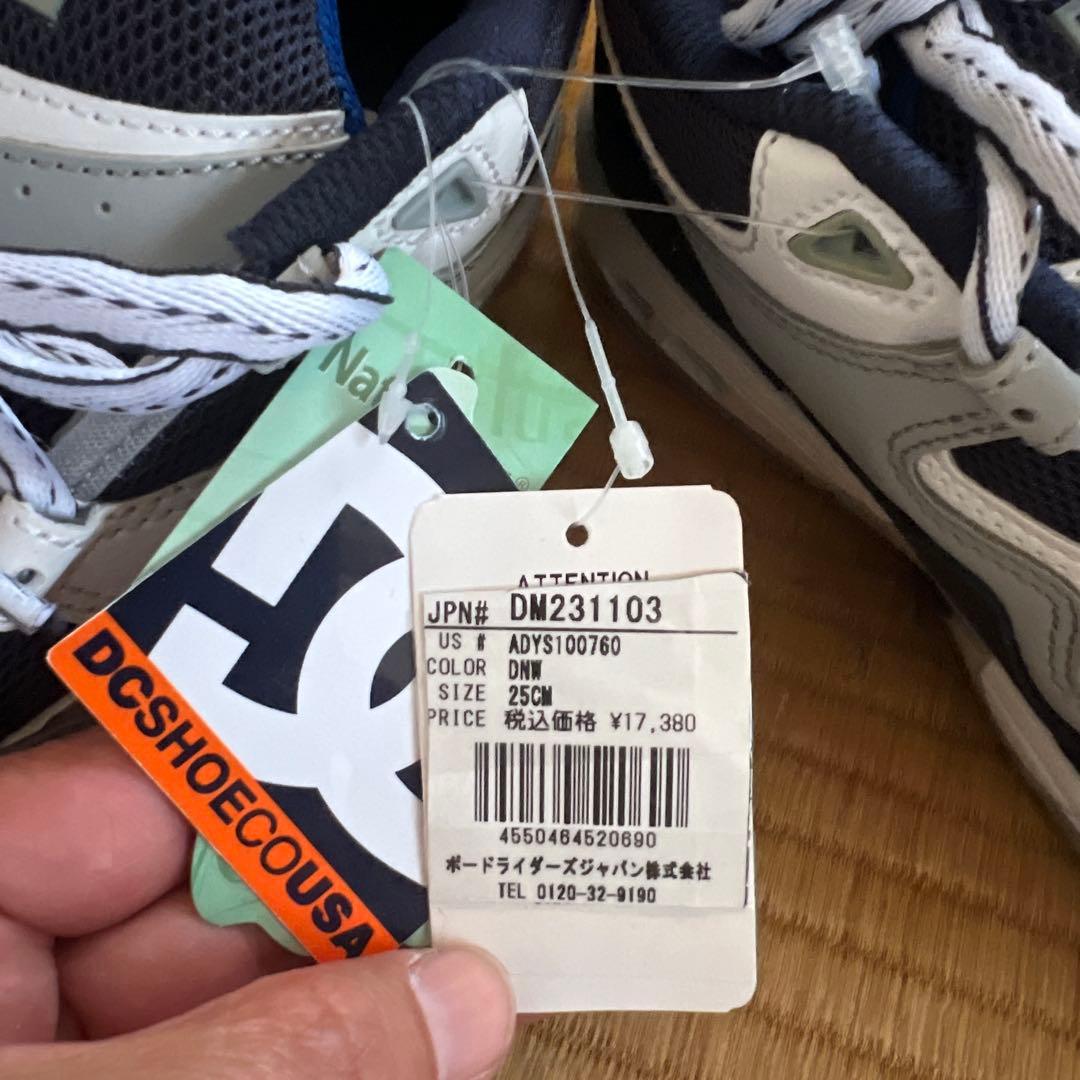 Nat
®
DC
DCSHOECOUSA
ATTENTION
JPN# DM231103
US # ADYS100760
COLOR DNW
SIZE 25CM
PRICE 税込価格 ¥17,380
4550464520690
ボードライダーズジャパン株式会社
TEL 0120-32-9190